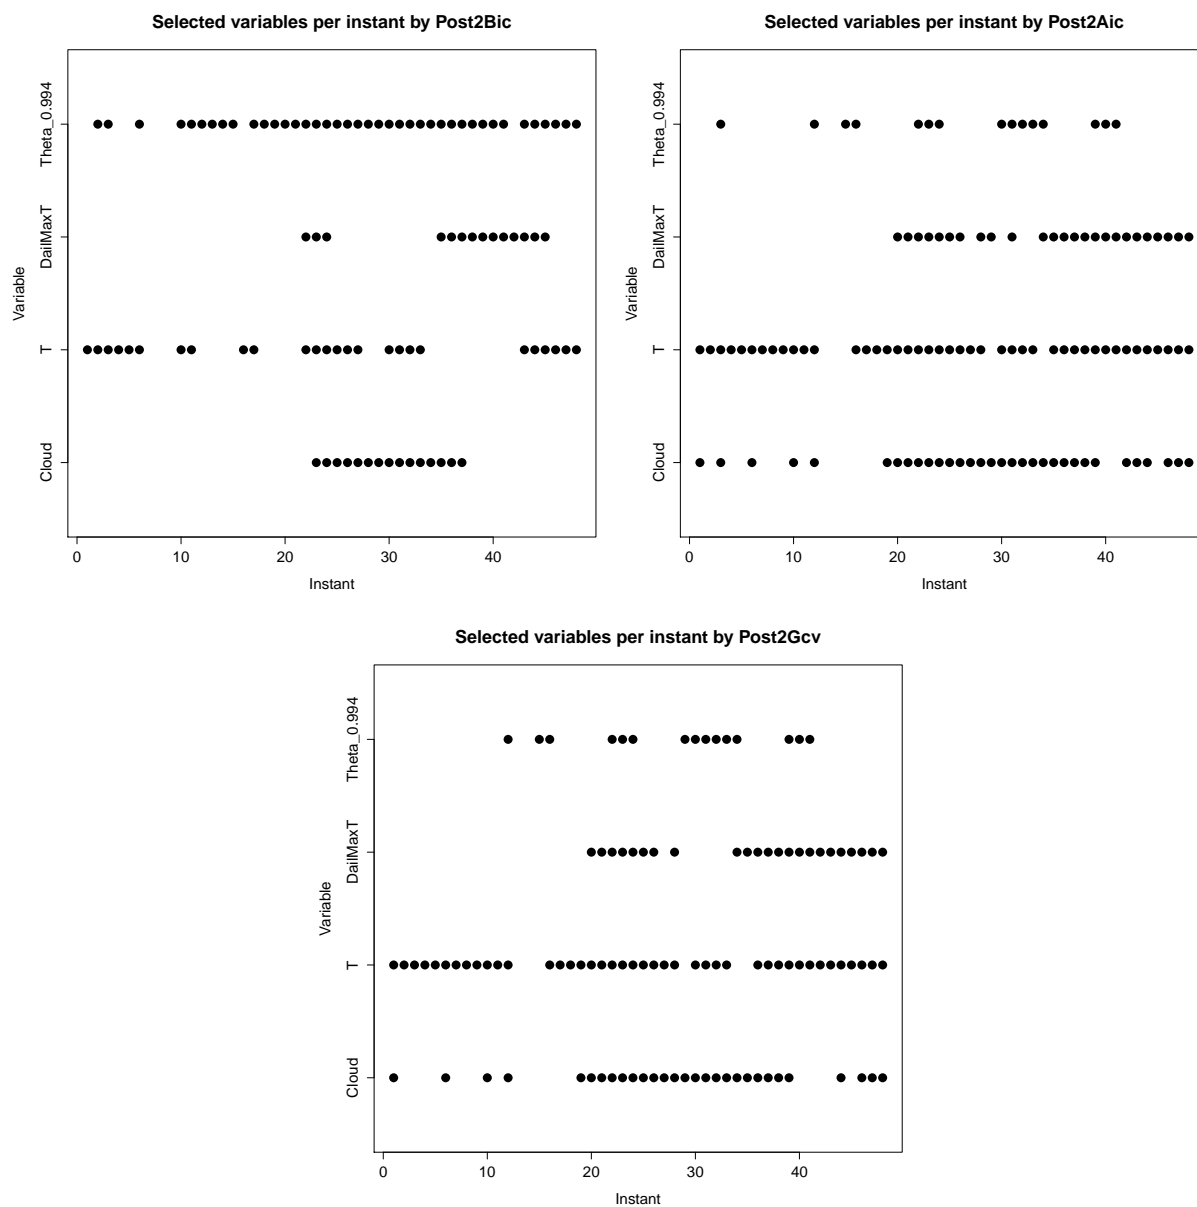 Selected variables per instant by Post2Bic
Variable
Theta_0.994
DailMaxT
T
Cloud
0 10 20 30 40
Instant
Selected variables per instant by Post2Aic
Variable
Theta_0.994
DailMaxT
T
Cloud
0 10 20 30 40
Instant
Selected variables per instant by Post2Gcv
Variable
Theta_0.994
DailMaxT
T
Cloud
0 10 20 30 40
Instant